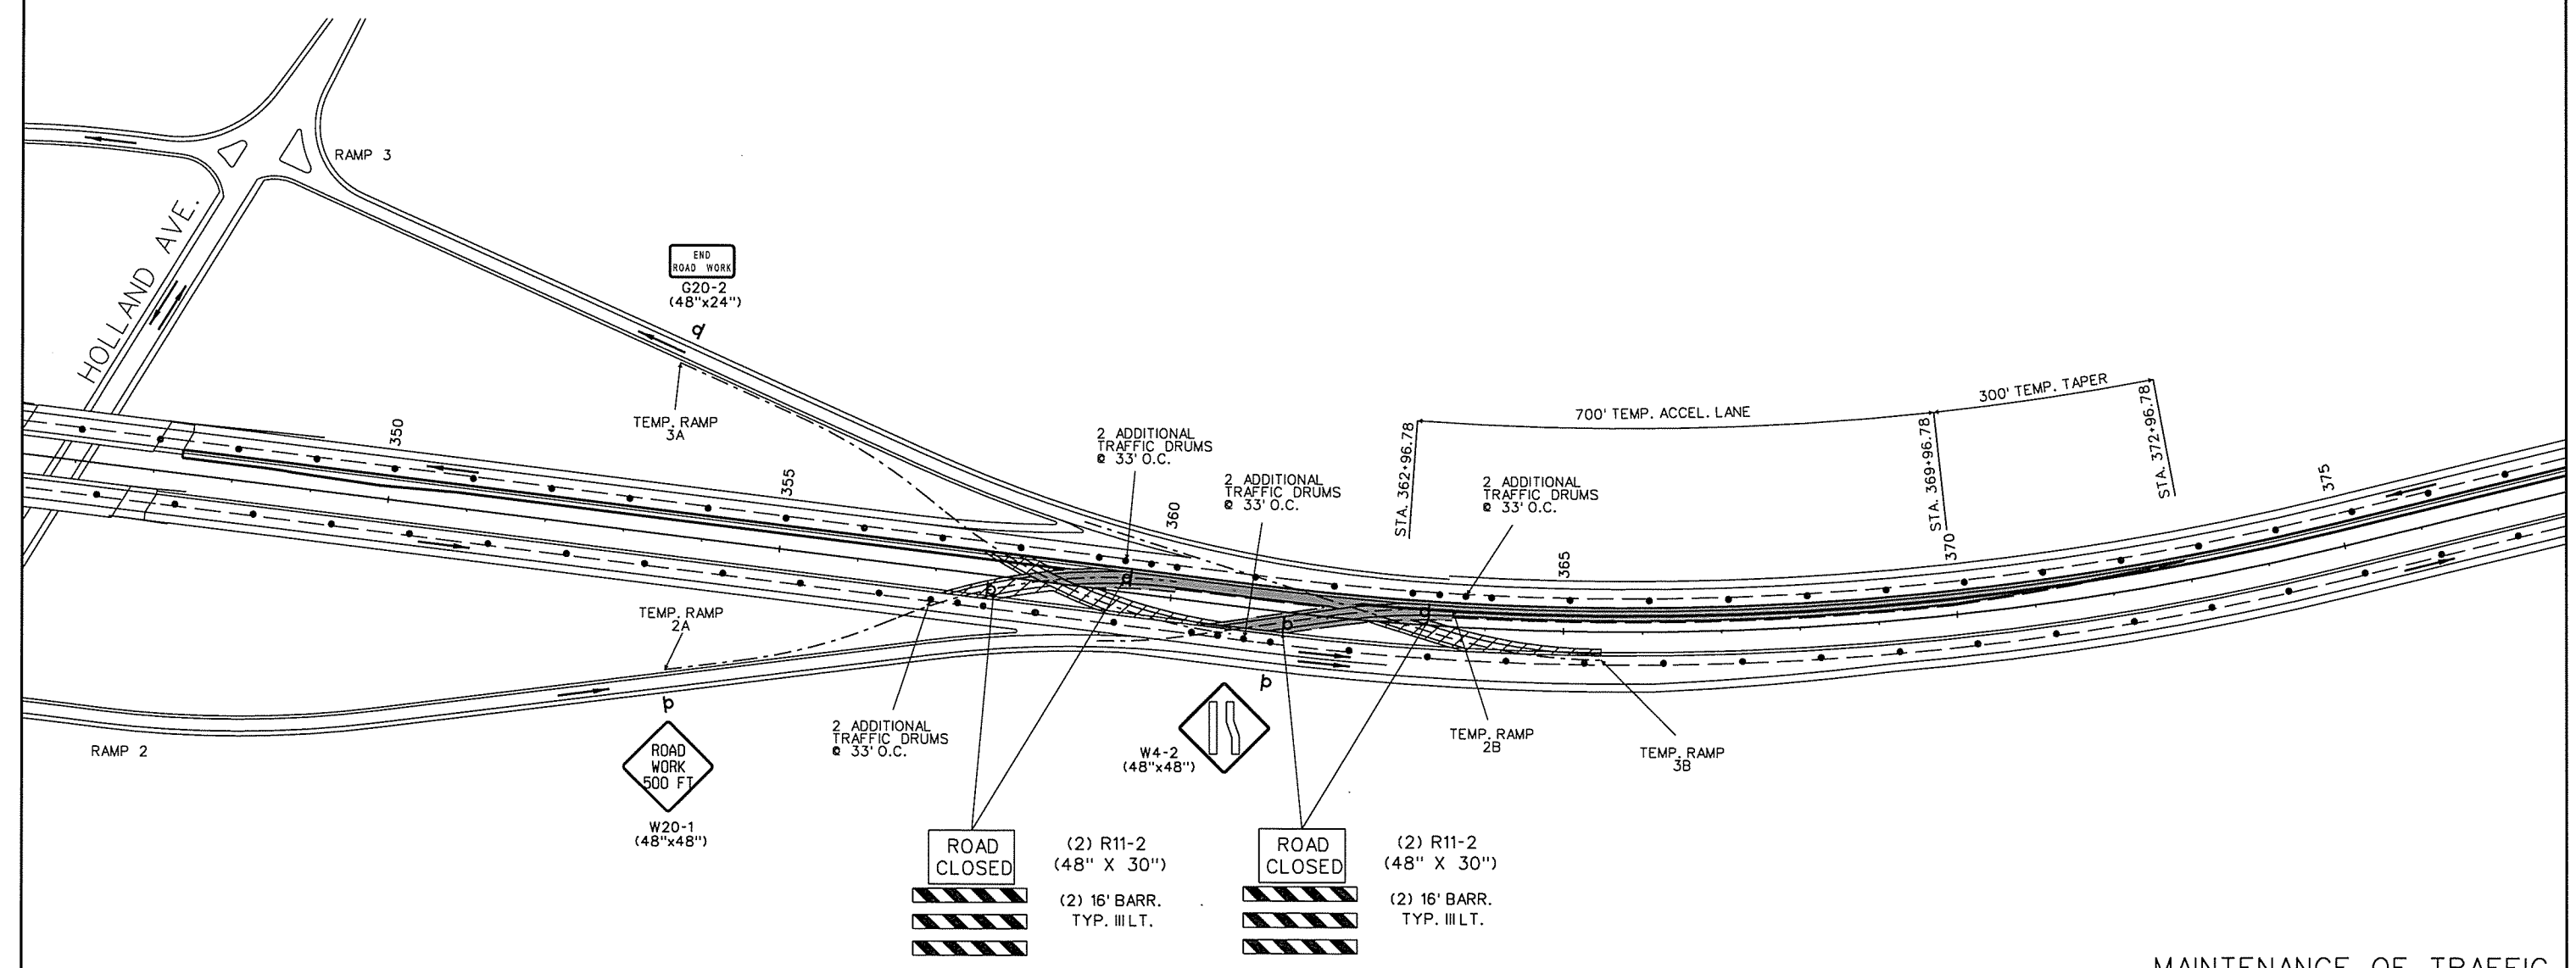 RAMP 3
HOLLAND AVE.
END
ROAD WORK
G20-2
(48"x24")
TEMP. RAMP
3A
350
355
360
365
370
375
2 ADDITIONAL
TRAFFIC DRUMS
@ 33' O.C.
2 ADDITIONAL
TRAFFIC DRUMS
@ 33' O.C.
2 ADDITIONAL
TRAFFIC DRUMS
@ 33' O.C.
700' TEMP. ACCEL. LANE
300' TEMP. TAPER
STA. 362+96.78
STA. 369+96.78
STA. 372+96.78
TEMP. RAMP
2A
RAMP 2
ROAD
WORK
500 FT
W20-1
(48"x48")
2 ADDITIONAL
TRAFFIC DRUMS
@ 33' O.C.
W4-2
(48"x48")
TEMP. RAMP
2B
TEMP. RAMP
3B
ROAD
CLOSED
(2) R11-2
(48" X 30")
(2) 16' BARR.
TYP. III LT.
ROAD
CLOSED
(2) R11-2
(48" X 30")
(2) 16' BARR.
TYP. III LT.
MAINTENANCE OF TRAFFIC